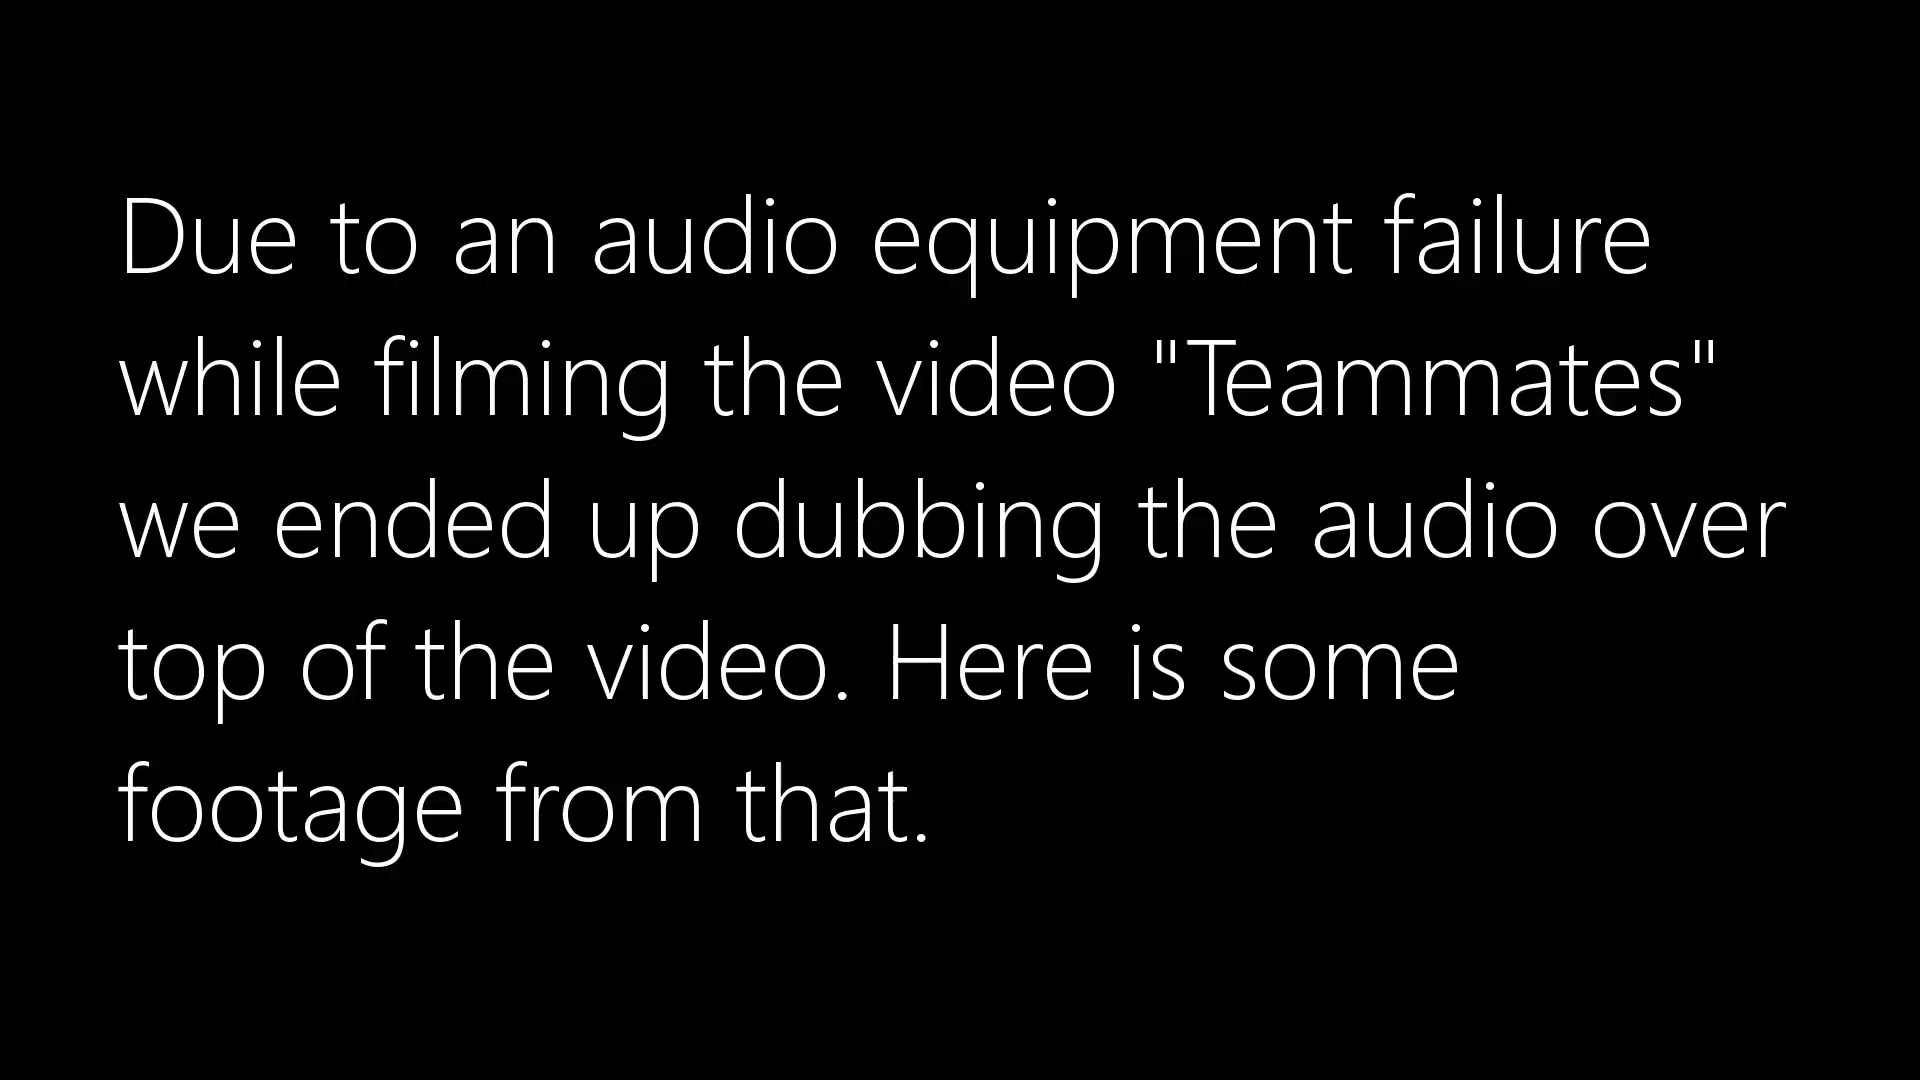 Due to an audio equipment failure
while filming the video "Teammates"
we ended up dubbing the audio over
top of the video. Here is some
footage from that.